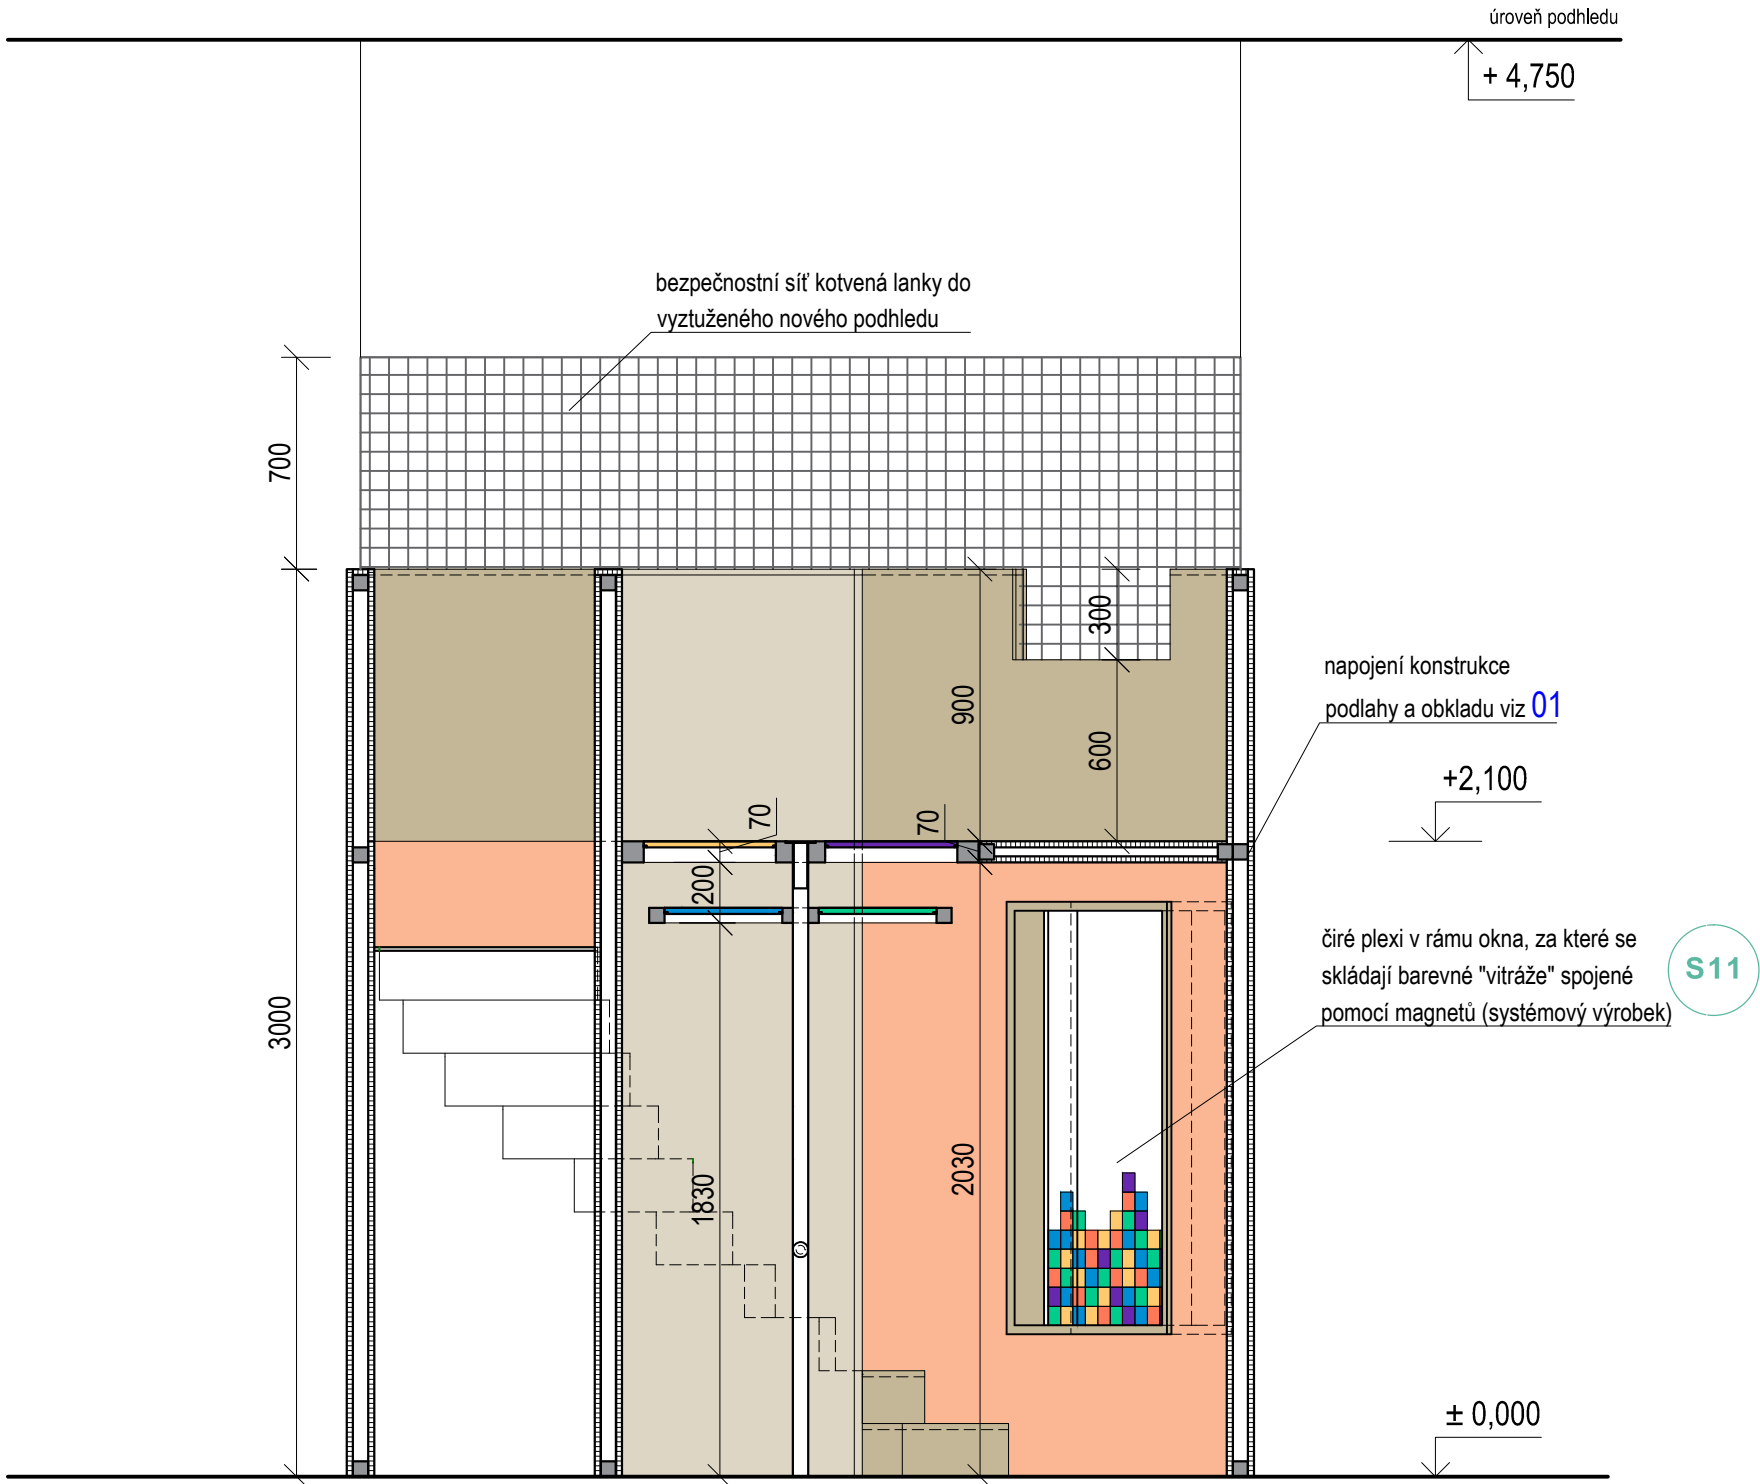 úroveň podhledu
+ 4,750
bezpečnostní síť kotvená lanky do
vyztuženého nového podhledu
700
300
900
600
napojení konstrukce
podlahy a obkladu viz 01
+2,100
70
70
200
čiré plexi v rámu okna, za které se
skládají barevné "vitráže" spojené
pomocí magnetů (systémový výrobek)
S11
3000
1830
2030
± 0,000